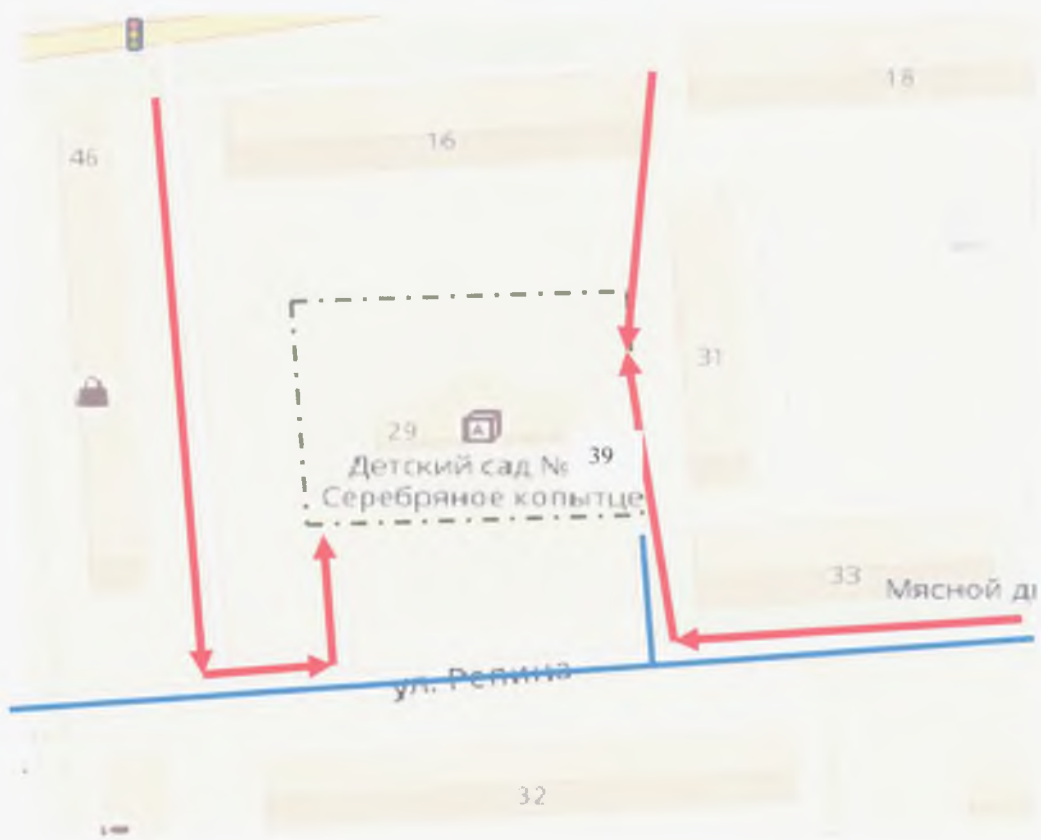 18
16
46
31
29
A
Детский сад № 39
Серебряное копытце
33
Мясной д
ул. Репина
32